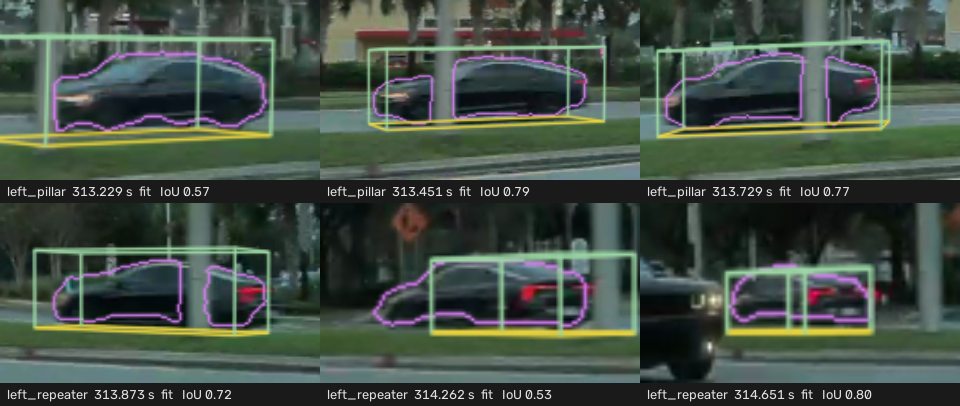 left_pillar 313.229 s fit IoU 0.57
left_pillar 313.451 s fit IoU 0.79
left_pillar 313.729 s fit IoU 0.77
left_repeater 313.873 s fit IoU 0.72
left_repeater 314.262 s fit IoU 0.53
left_repeater 314.651 s fit IoU 0.80